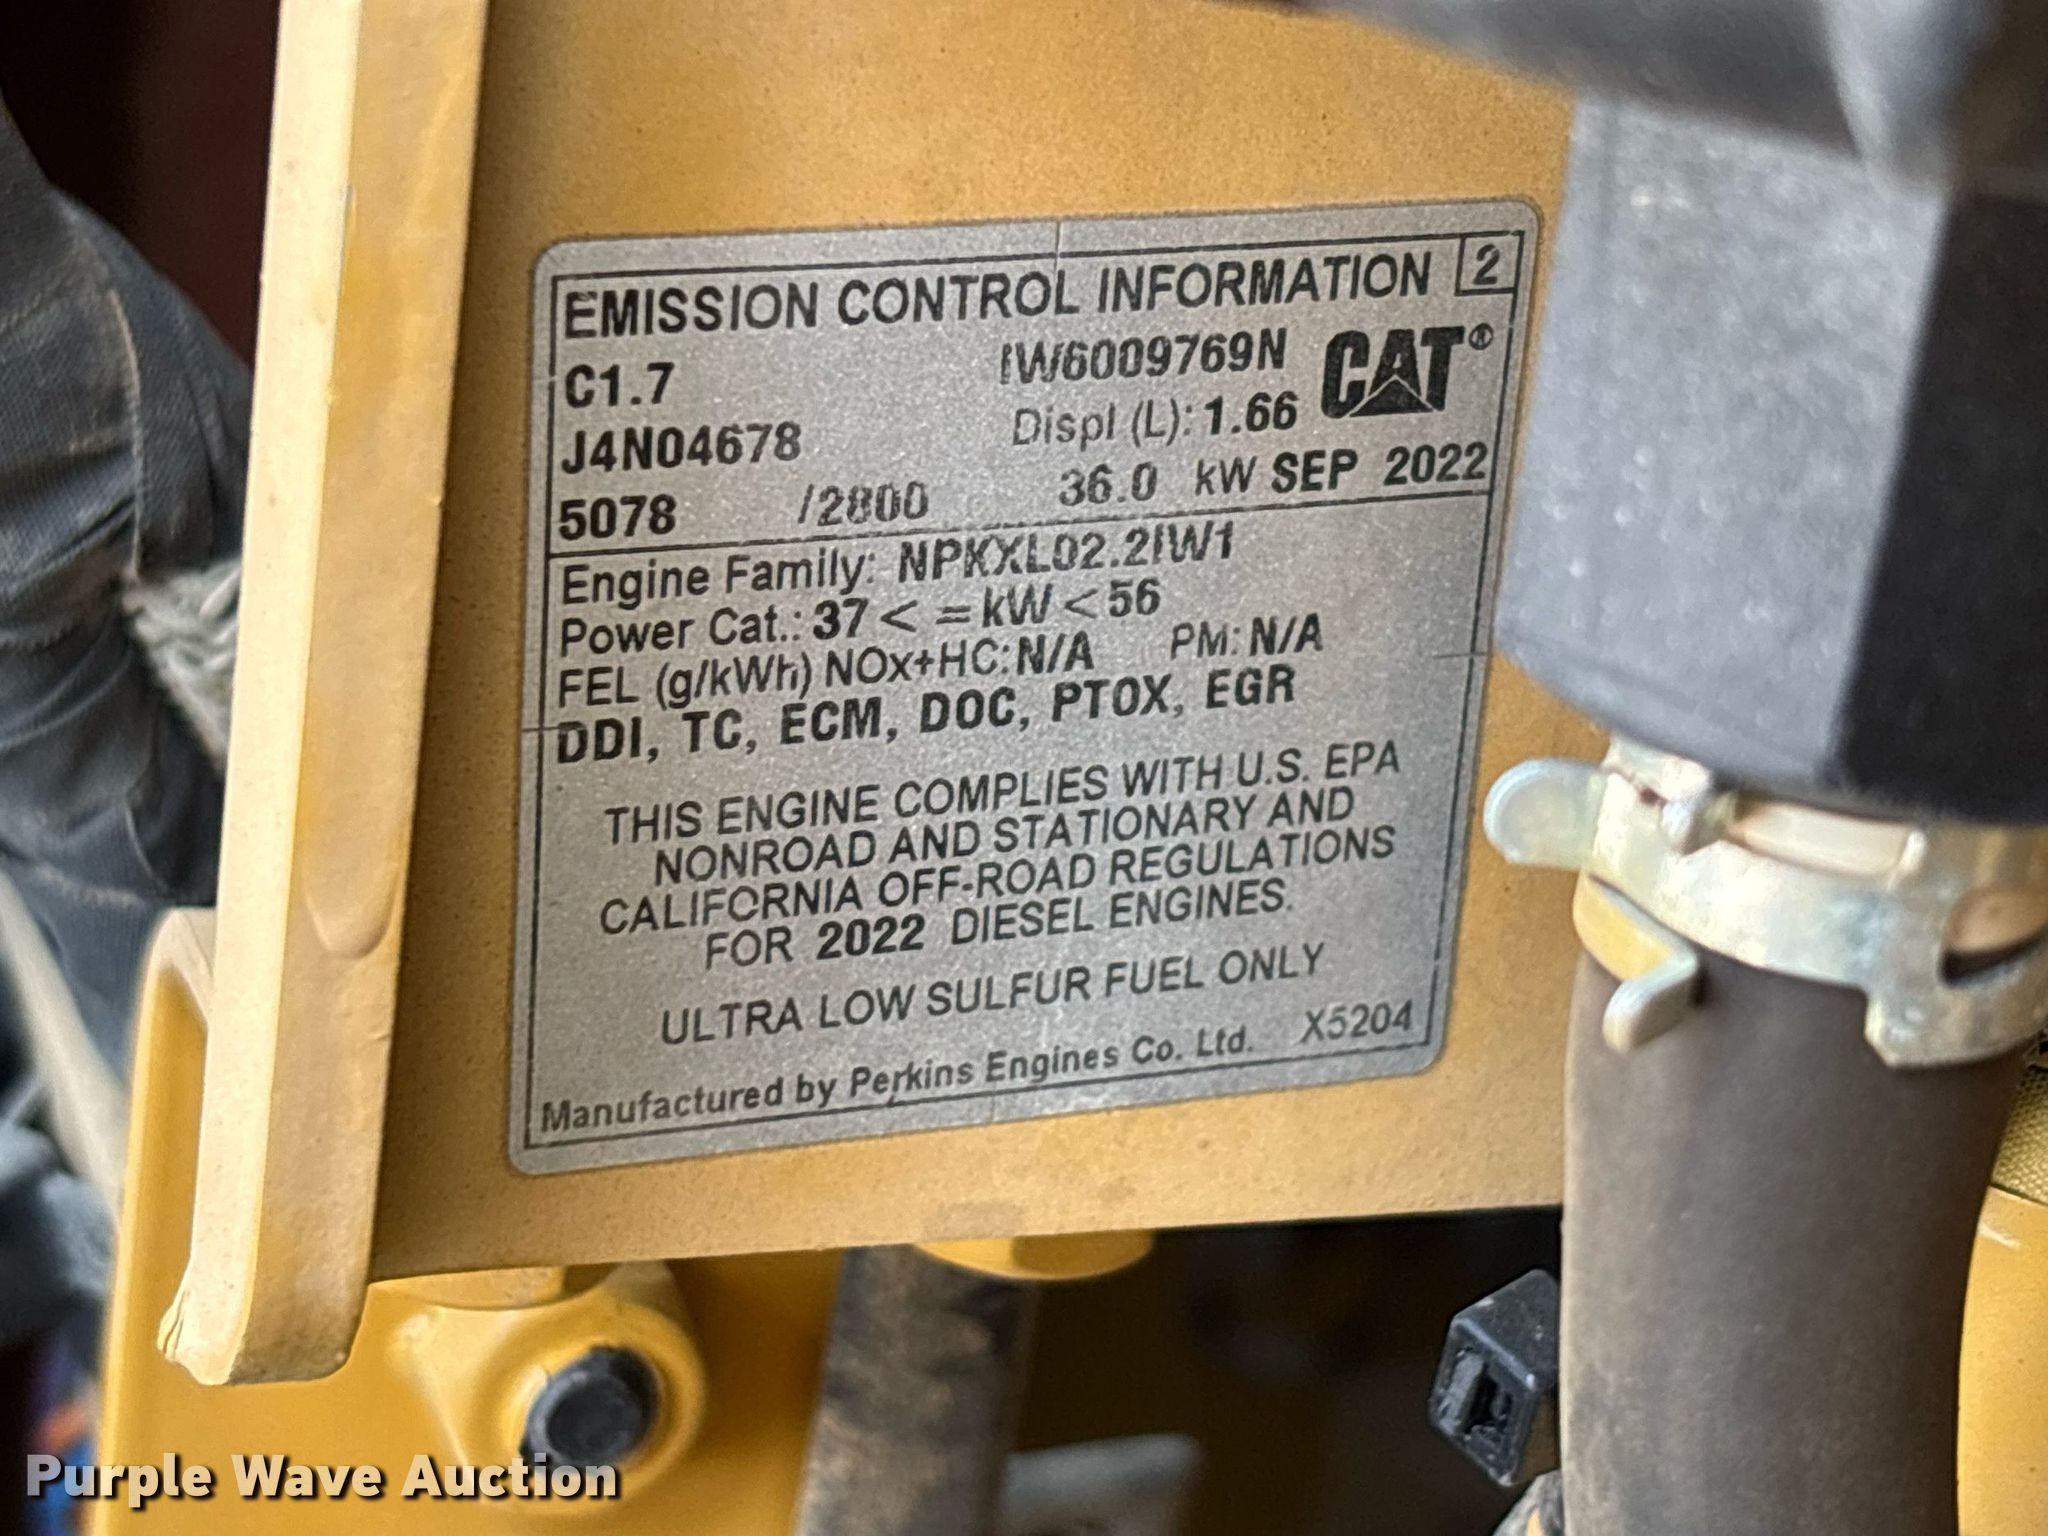 EMISSION CONTROL INFORMATION 2
C1.7 IW6009769N CAT®
J4N04678 Displ (L): 1.66
5078 /2800 36.0 kW SEP 2022
Engine Family: NPKXL02.2IW1
Power Cat.: 37 < = kW < 56
FEL (g/kWh) NOx+HC: N/A PM: N/A
DDI, TC, ECM, DOC, PTOX, EGR
THIS ENGINE COMPLIES WITH U.S. EPA
NONROAD AND STATIONARY AND
CALIFORNIA OFF-ROAD REGULATIONS
FOR 2022 DIESEL ENGINES.
ULTRA LOW SULFUR FUEL ONLY
Manufactured by Perkins Engines Co. Ltd. X5204
Purple Wave Auction